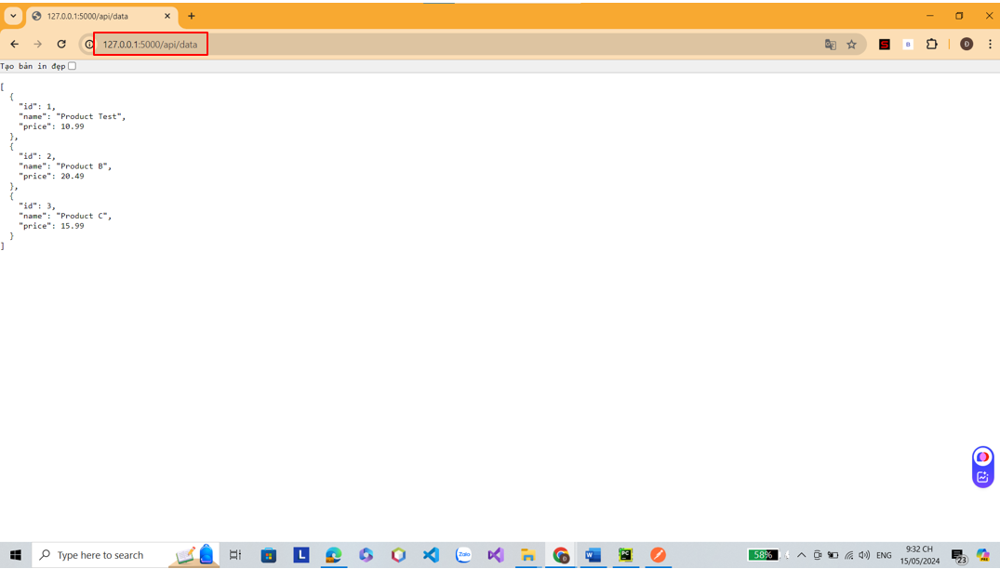 127.0.0.1:5000/api/data
127.0.0.1:5000/api/data
Tạo bản in đẹp
[
  {
    "id": 1,
    "name": "Product Test",
    "price": 10.99
  },
  {
    "id": 2,
    "name": "Product B",
    "price": 20.49
  },
  {
    "id": 3,
    "name": "Product C",
    "price": 15.99
  }
]
Type here to search
L
Zalo
W
PC
58%
ENG
9:32 CH
15/05/2024
23